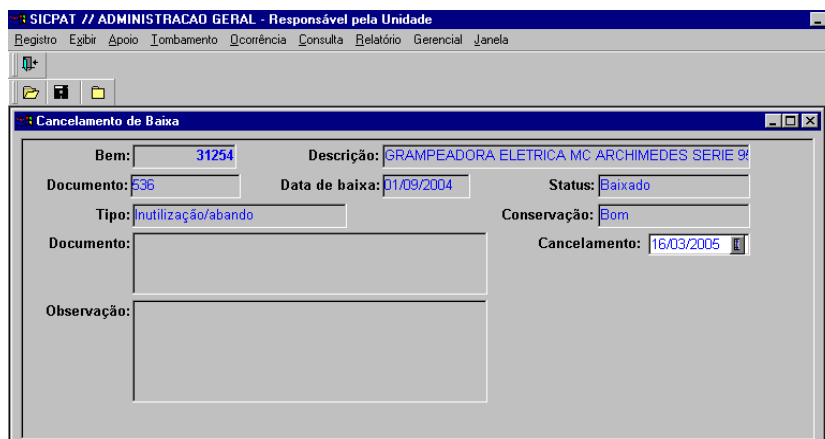 SICPAT // ADMINISTRACAO GERAL - Responsável pela Unidade
Registro Exibir Apoio Tombamento Ocorrência Consulta Relatório Gerencial Janela
Cancelamento de Baixa
Bem: 31254 Descrição: GRAMPEADORA ELETRICA MC ARCHIMEDES SERIE
Documento: 536 Data de baixa: 01/09/2004 Status: Baixado
Tipo: Inutilização/abando Conservação: Bom
Documento: Cancelamento: 16/03/2005
Observação: